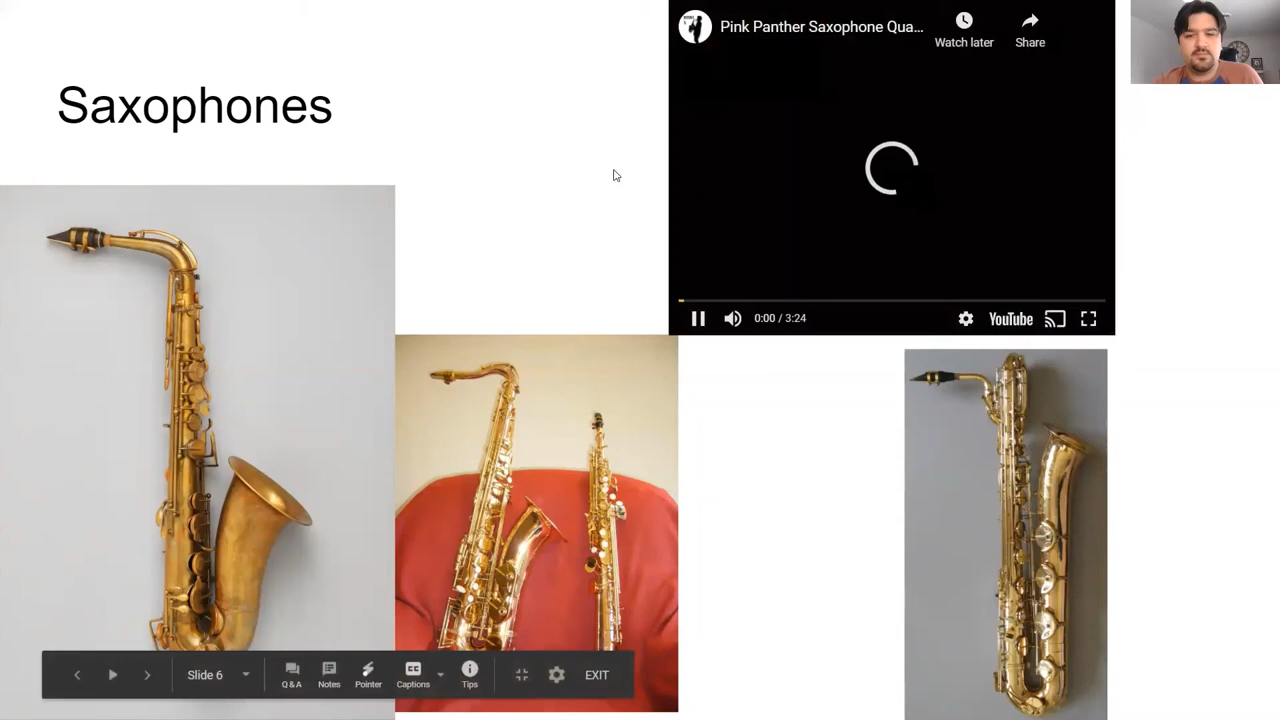 Saxophones
Pink Panther Saxophone Qua...
Watch later
Share
0:00 / 3:24
YouTube
Slide 6
Q & A
Notes
Pointer
CC
Captions
Tips
EXIT